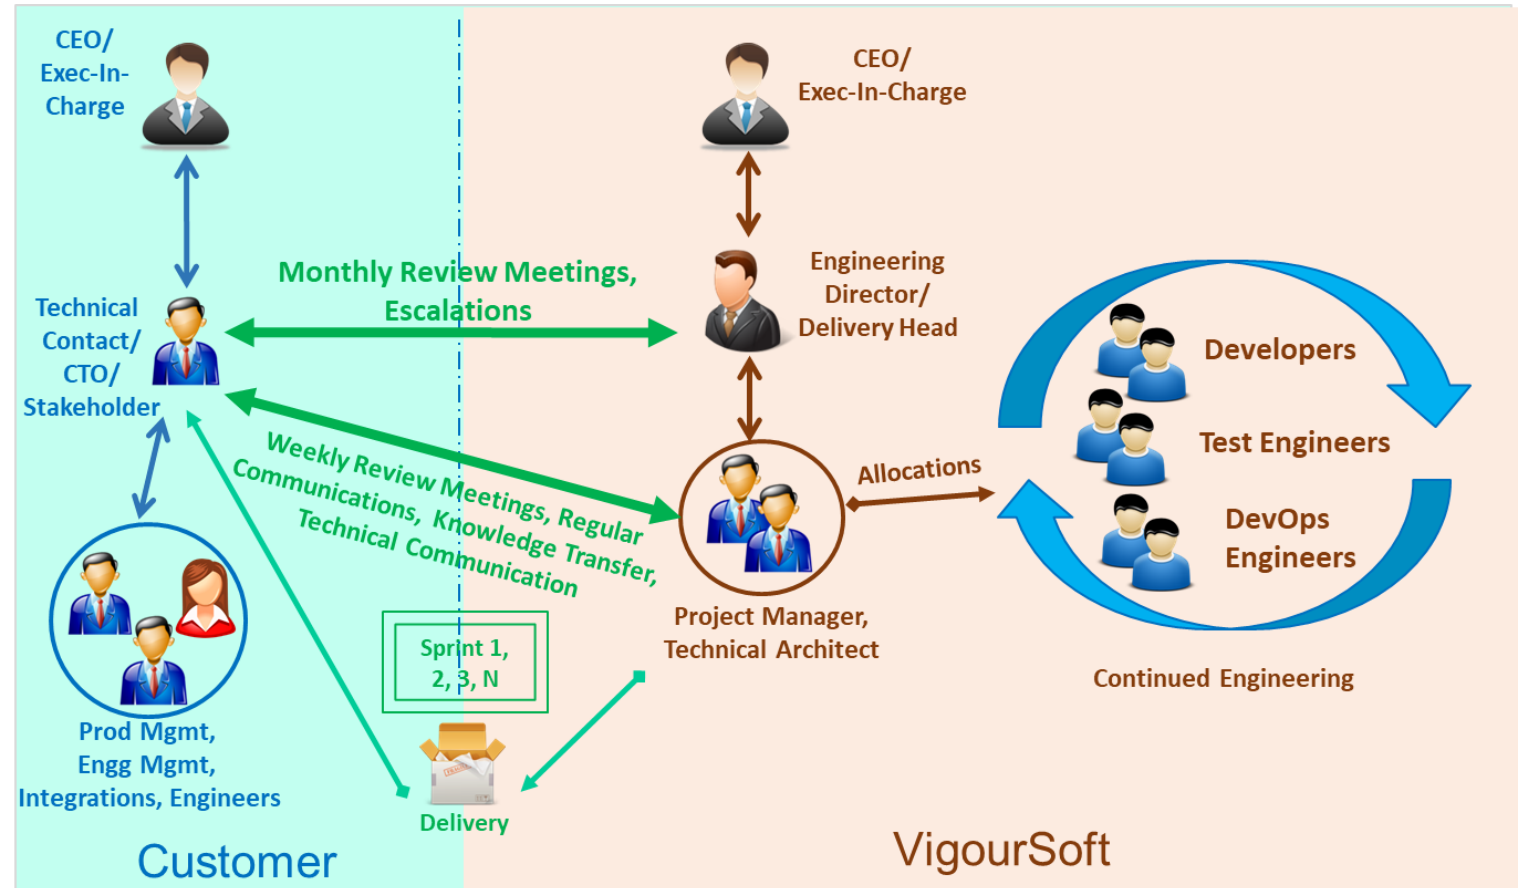 CEO/
Exec-In-
Charge
CEO/
Exec-In-Charge
Monthly Review Meetings,
Escalations
Engineering
Director/
Delivery Head
Technical
Contact/
CTO/
Stakeholder
Developers
Test Engineers
DevOps
Engineers
Allocations
Weekly Review Meetings, Regular
Communications, Knowledge Transfer,
Technical Communication
Project Manager,
Technical Architect
Sprint 1,
2, 3, N
Continued Engineering
Prod Mgmt,
Engg Mgmt,
Integrations, Engineers
Delivery
Customer
VigourSoft